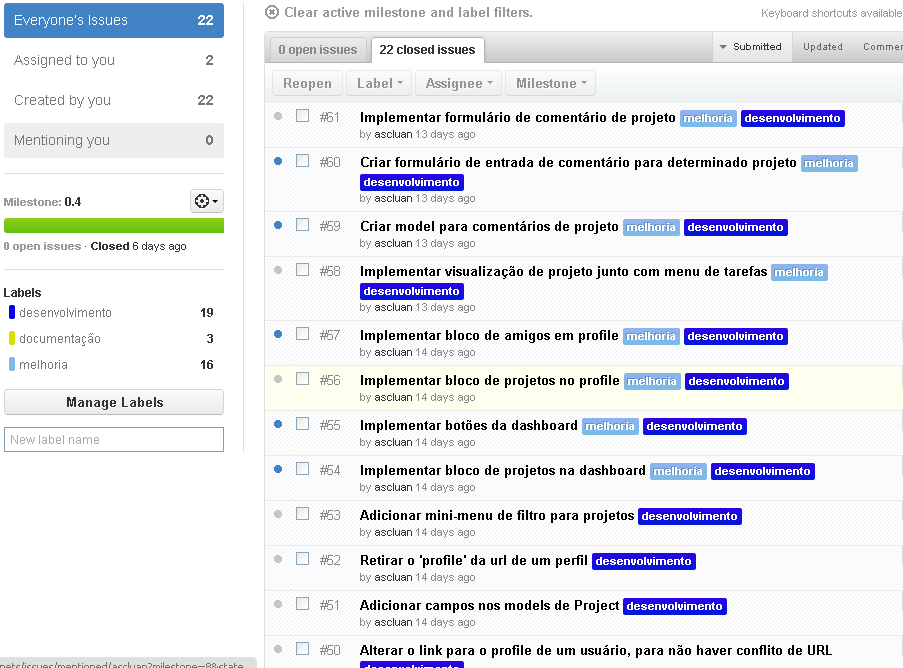 Everyone's Issues 22
Assigned to you 2
Created by you 22
Mentioning you 0
Milestone: 0.4
0 open issues · Closed 6 days ago
Labels
desenvolvimento 19
documentação 3
melhoria 16
Manage Labels
New label name
Clear active milestone and label filters.
Keyboard shortcuts available
0 open issues 22 closed issues Submitted Updated Commer
Reopen Label Assignee Milestone
#61 Implementar formulário de comentário de projeto melhoria desenvolvimento
by ascluan 13 days ago
#60 Criar formulário de entrada de comentário para determinado projeto melhoria
desenvolvimento
by ascluan 13 days ago
#59 Criar model para comentários de projeto melhoria desenvolvimento
by ascluan 13 days ago
#58 Implementar visualização de projeto junto com menu de tarefas melhoria
desenvolvimento
by ascluan 13 days ago
#57 Implementar bloco de amigos em profile melhoria desenvolvimento
by ascluan 14 days ago
#56 Implementar bloco de projetos no profile melhoria desenvolvimento
by ascluan 14 days ago
#55 Implementar botões da dashboard melhoria desenvolvimento
by ascluan 14 days ago
#54 Implementar bloco de projetos na dashboard melhoria desenvolvimento
by ascluan 14 days ago
#53 Adicionar mini-menu de filtro para projetos desenvolvimento
by ascluan 14 days ago
#52 Retirar o 'profile' da url de um perfil desenvolvimento
by ascluan 14 days ago
#51 Adicionar campos nos models de Project desenvolvimento
by ascluan 14 days ago
#50 Alterar o link para o profile de um usuário, para não haver conflito de URL
desenvolvimento